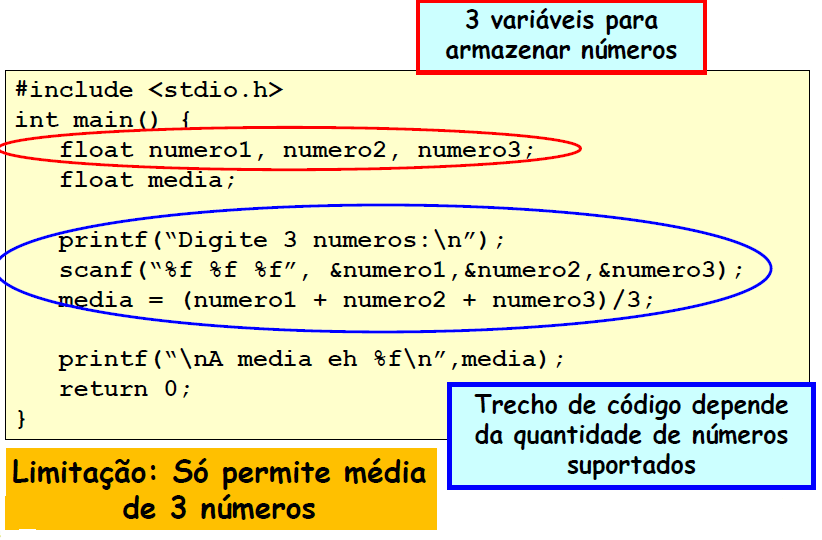 3 variáveis para
armazenar números
#include <stdio.h>
int main() {
   float numero1, numero2, numero3;
   float media;
   printf(“Digite 3 numeros:\n”);
   scanf(“%f %f %f”, &numero1,&numero2,&numero3);
   media = (numero1 + numero2 + numero3)/3;
   printf(“\nA media eh %f\n”,media);
   return 0;
}
Trecho de código depende
da quantidade de números
suportados
Limitação: Só permite média
de 3 números